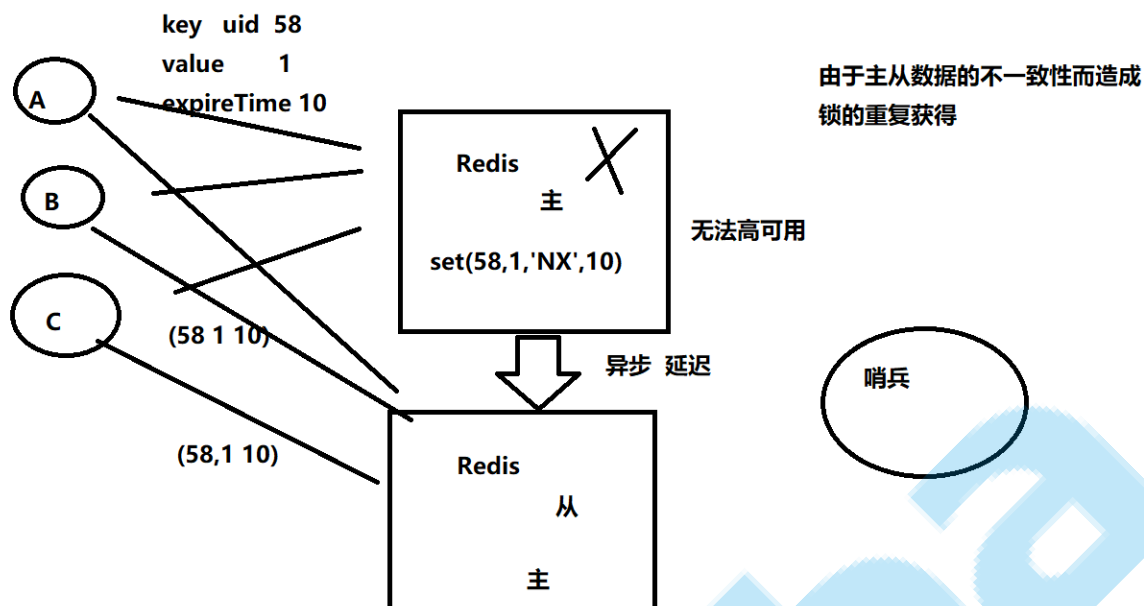 key uid 58
value 1
expireTime 10
由于主从数据的不一致性而造成
锁的重复获得
A
B
C
Redis
主
set(58,1,'NX',10)
无法高可用
(58 1 10)
异步 延迟
哨兵
(58,1 10)
Redis
从
主